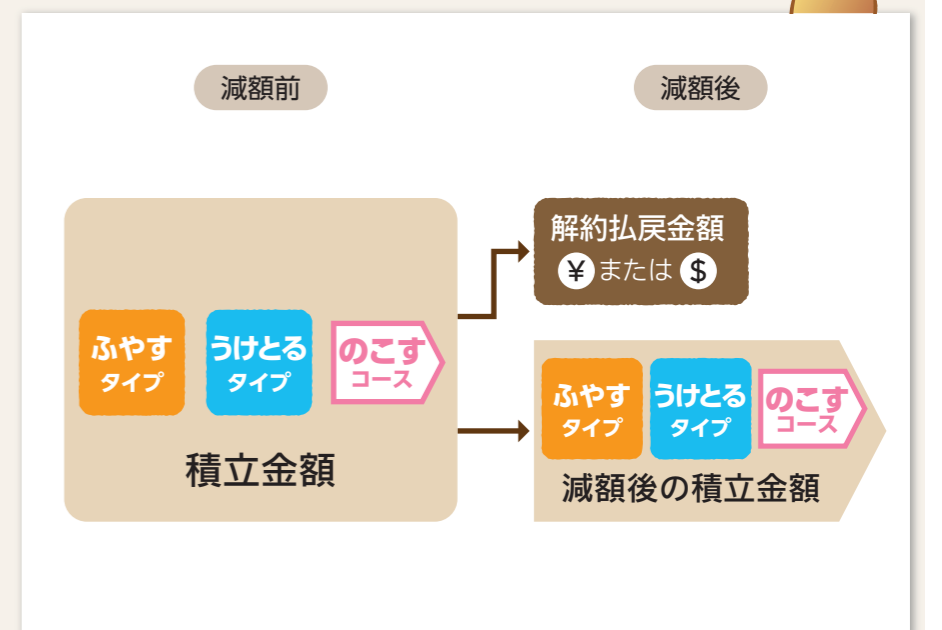 減額前
減額後
ふやす
タイプ
うけとる
タイプ
のこす
コース
積立金額
解約払戻金額
¥ または $
ふやす
タイプ
うけとる
タイプ
のこす
コース
減額後の積立金額